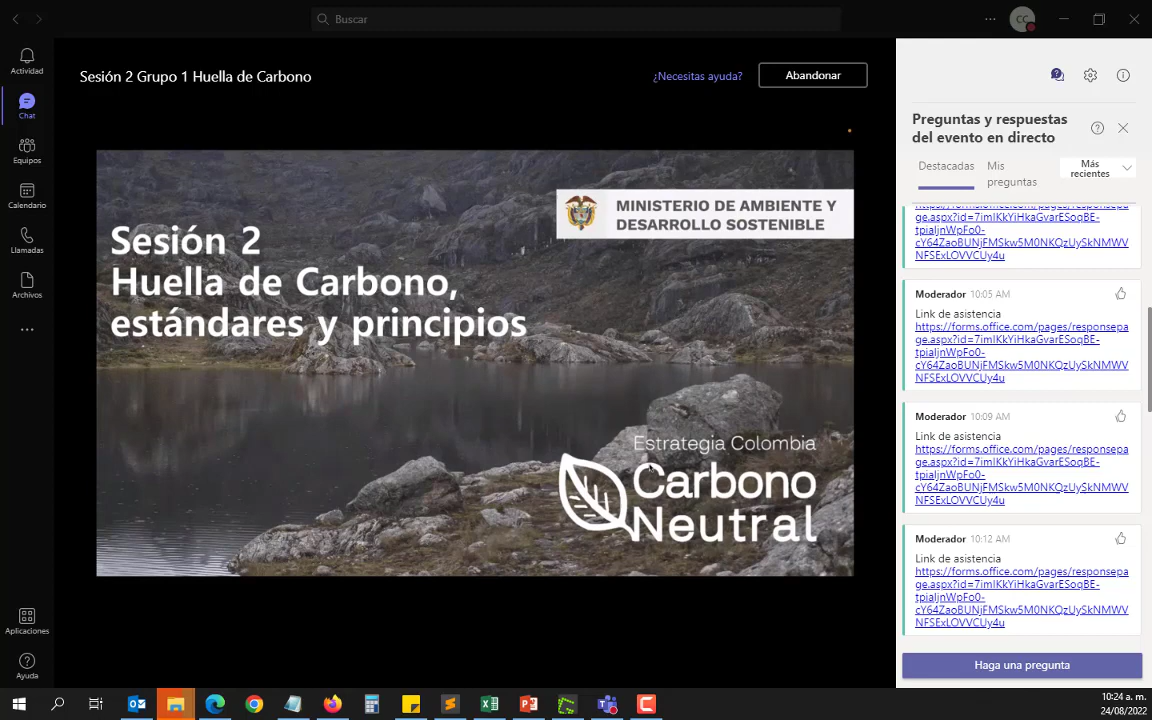 Buscar
CC
Actividad
Chat
Equipos
Calendario
Llamadas
Archivos
Aplicaciones
Ayuda
Sesión 2 Grupo 1 Huella de Carbono
¿Necesitas ayuda?
Abandonar
Sesión 2
Huella de Carbono,
estándares y principios
MINISTERIO DE AMBIENTE Y
DESARROLLO SOSTENIBLE
Estrategia Colombia
Carbono
Neutral
Preguntas y respuestas
del evento en directo
Destacadas
Mis
preguntas
Más
recientes
ge.aspx?id=7imIKkYiHkaGvarESoqBE-
tpiaIjnWpFo0-
cY64ZaoBUNjFMSkw5M0NKQzUySkNMWV
NFSExLOVVCUy4u
Moderador 10:05 AM
Link de asistencia
https://forms.office.com/pages/responsepa
ge.aspx?id=7imIKkYiHkaGvarESoqBE-
tpiaIjnWpFo0-
cY64ZaoBUNjFMSkw5M0NKQzUySkNMWV
NFSExLOVVCUy4u
Moderador 10:09 AM
Link de asistencia
https://forms.office.com/pages/responsepa
ge.aspx?id=7imIKkYiHkaGvarESoqBE-
tpiaIjnWpFo0-
cY64ZaoBUNjFMSkw5M0NKQzUySkNMWV
NFSExLOVVCUy4u
Moderador 10:12 AM
Link de asistencia
https://forms.office.com/pages/responsepa
ge.aspx?id=7imIKkYiHkaGvarESoqBE-
tpiaIjnWpFo0-
cY64ZaoBUNjFMSkw5M0NKQzUySkNMWV
NFSExLOVVCUy4u
Haga una pregunta
10:24 a. m.
24/08/2022